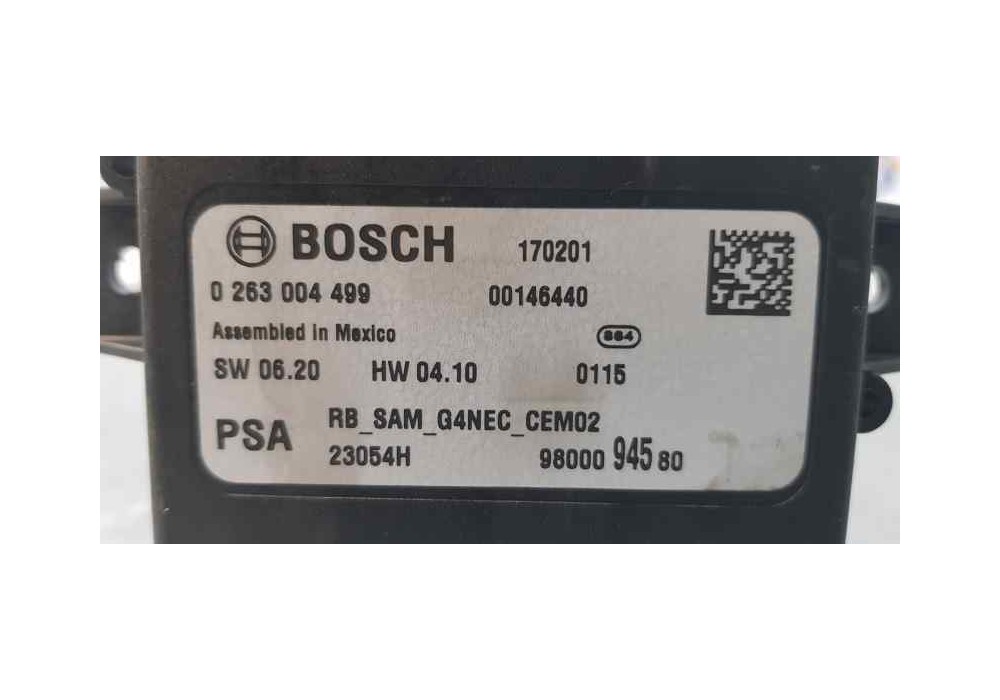 BOSCH 170201
0 263 004 499 00146440
Assembled in Mexico 884
SW 06.20 HW 04.10 0115
PSA RB_SAM_G4NEC_CEM02
23054H 98000 945 80